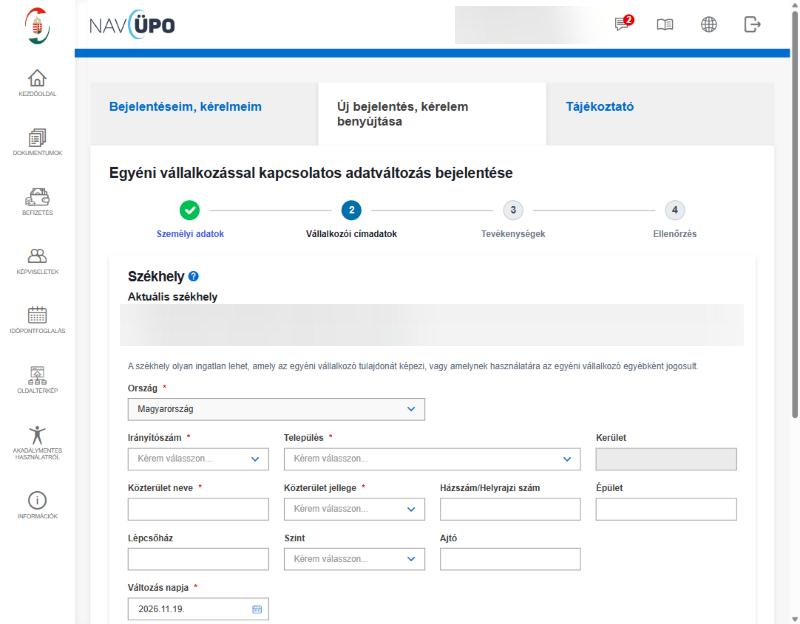 NAV ÜPO
2
KEZDŐOLDAL
DOKUMENTUMOK
BEFIZETÉS
KÉPVISELETEK
IDŐPONTFOGLALÁS
OLDALTÉRKÉP
AKADÁLYMENTES
HASZNÁLATRÓL
INFORMÁCIÓK
Bejelentéseim, kérelmeim
Új bejelentés, kérelem
benyújtása
Tájékoztató
Egyéni vállalkozással kapcsolatos adatváltozás bejelentése
2 3 4
Személyi adatok Vállalkozói címadatok Tevékenységek Ellenőrzés
Székhely ?
Aktuális székhely
A székhely olyan ingatlan lehet, amely az egyéni vállalkozó tulajdonát képezi, vagy amelynek használatára az egyéni vállalkozó egyébként jogosult.
Ország *
Magyarország
Irányítószám * Település * Kerület
Kérem válasszon... Kérem válasszon...
Közterület neve * Közterület jellege * Házszám/Helyrajzi szám Épület
Kérem válasszon...
Lépcsőház Szint Ajtó
Kérem válasszon...
Változás napja *
2026.11.19.